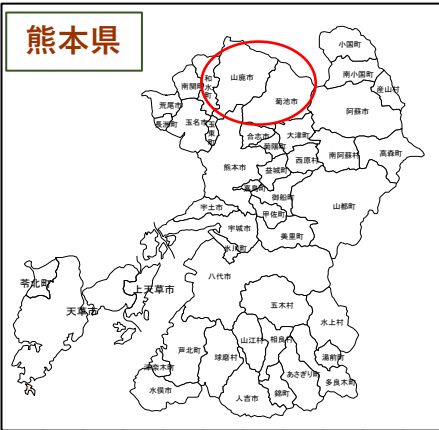 熊本県
小国町
南小国町
産山村
和水町
山鹿市
南関町
菊池市
荒尾市
阿蘇市
長洲町
玉名市
玉東町
合志市
大津町
菊陽町
高森町
西原村
南阿蘇村
熊本市
益城町
嘉島町
御船町
山都町
宇土市
甲佐町
宇城市
美里町
氷川町
八代市
苓北町
上天草市
天草市
五木村
水上村
山江村
相良村
芦北町
球磨村
湯前町
津奈木町
あさぎり町
多良木町
水俣市
錦町
人吉市